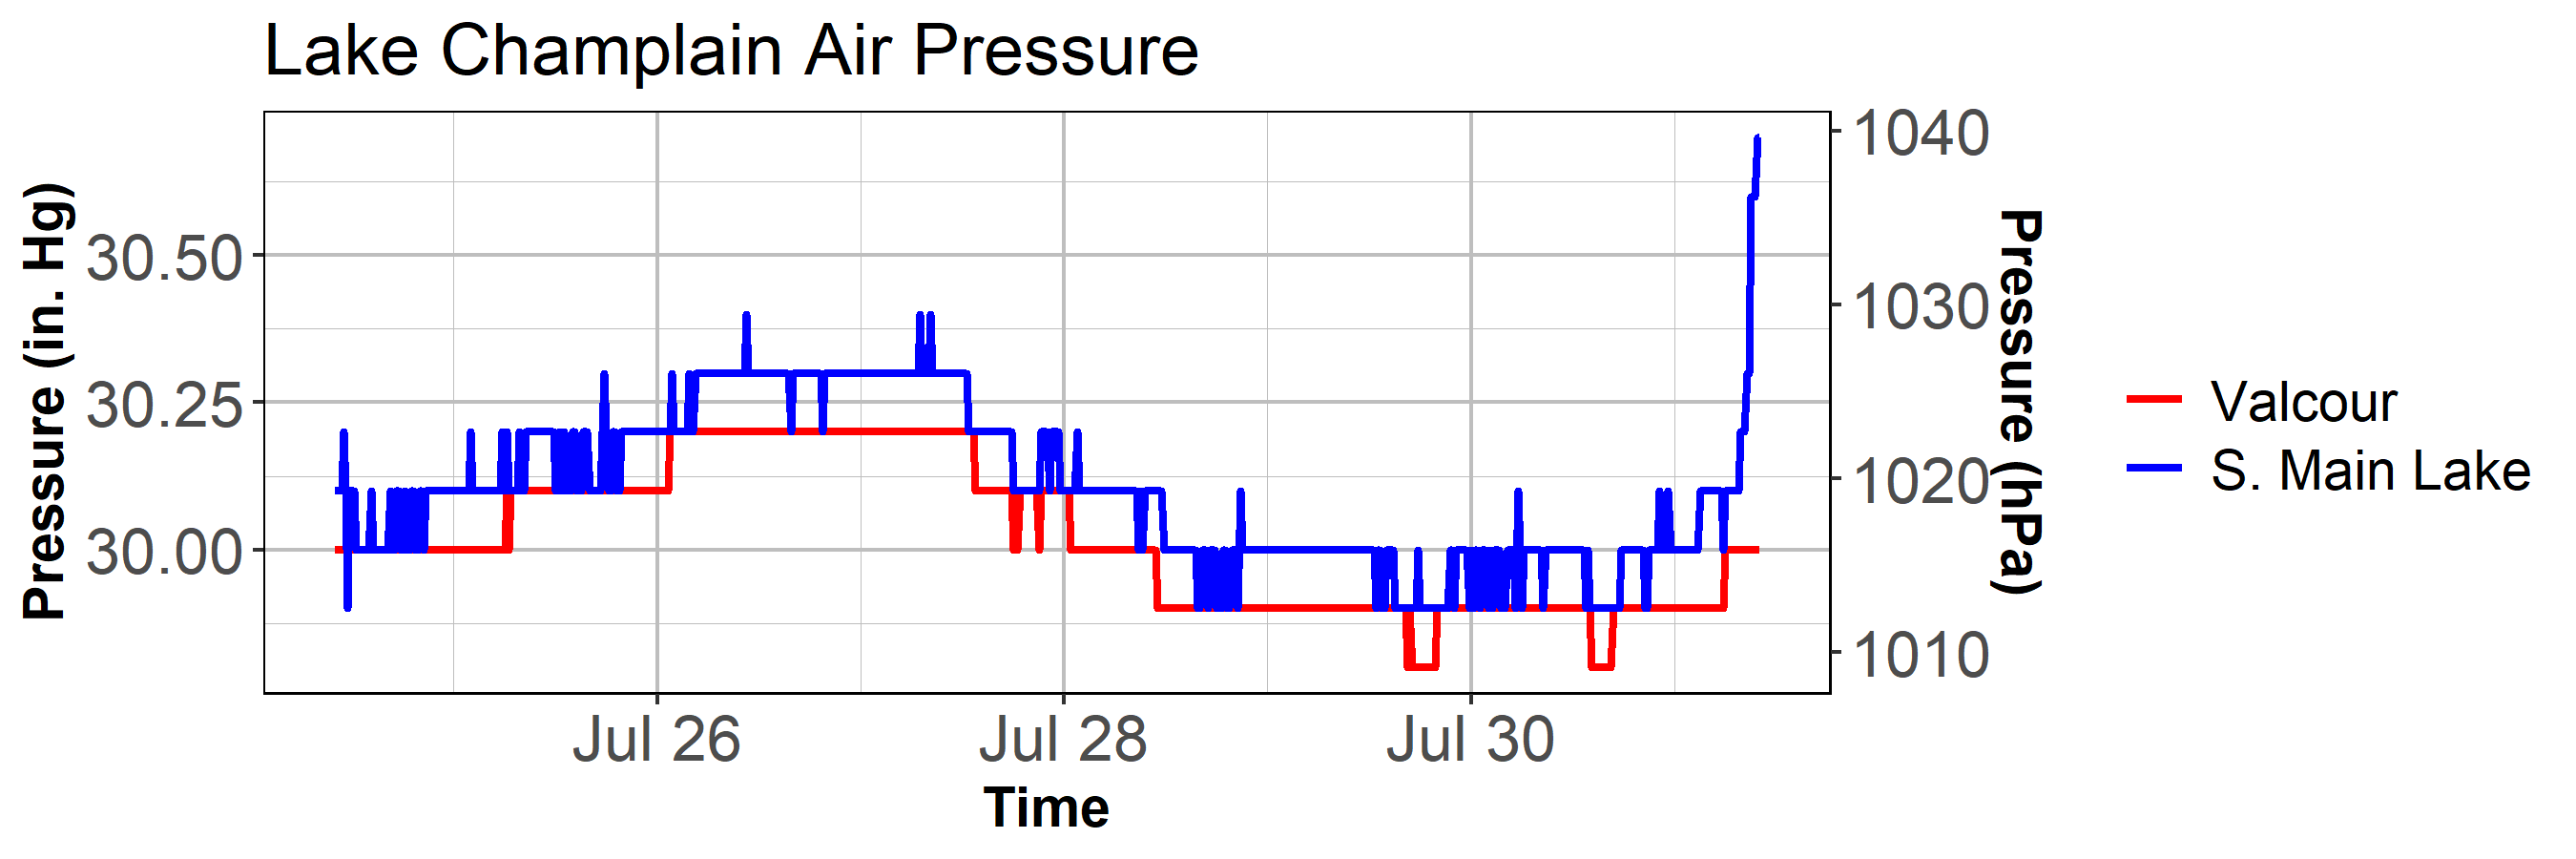 Lake Champlain Air Pressure
Pressure (in. Hg)
30.50
30.25
30.00
1040
1030
1020
1010
Pressure (hPa)
Jul 26
Jul 28
Jul 30
Time
Valcour
S. Main Lake